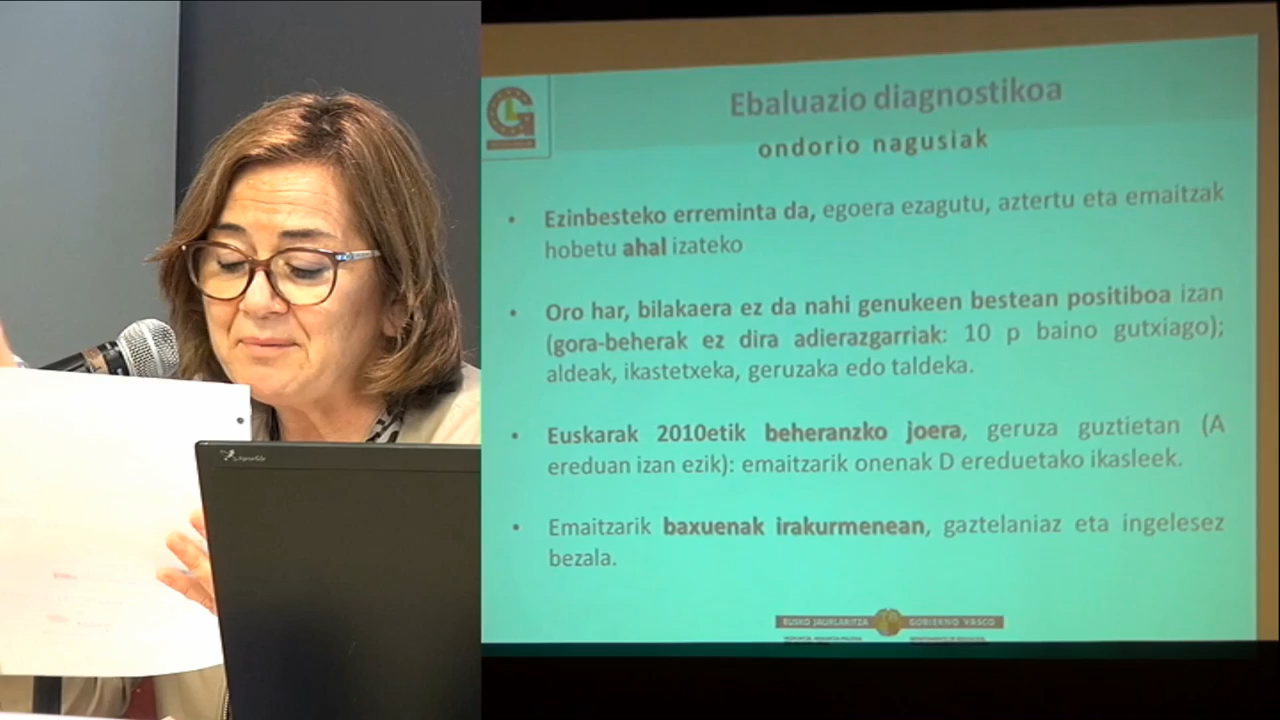 Ebaluazio diagnostikoa
ondorio nagusiak
• Ezinbesteko erreminta da, egoera ezagutu, aztertu eta emaitzak
hobetu ahal izateko
• Oro har, bilakaera ez da nahi genukeen bestean positiboa izan
(gora-beherak ez dira adierazgarriak: 10 p baino gutxiago);
aldeak, ikastetxeka, geruzaka edo taldeka.
• Euskarak 2010etik beheranzko joera, geruza guztietan (A
ereduan izan ezik): emaitzarik onenak D ereduetako ikasleek.
• Emaitzarik baxuenak irakurmenean, gaztelaniaz eta ingelesez
bezala.
EUSKO JAURLARITZA GOBIERNO VASCO